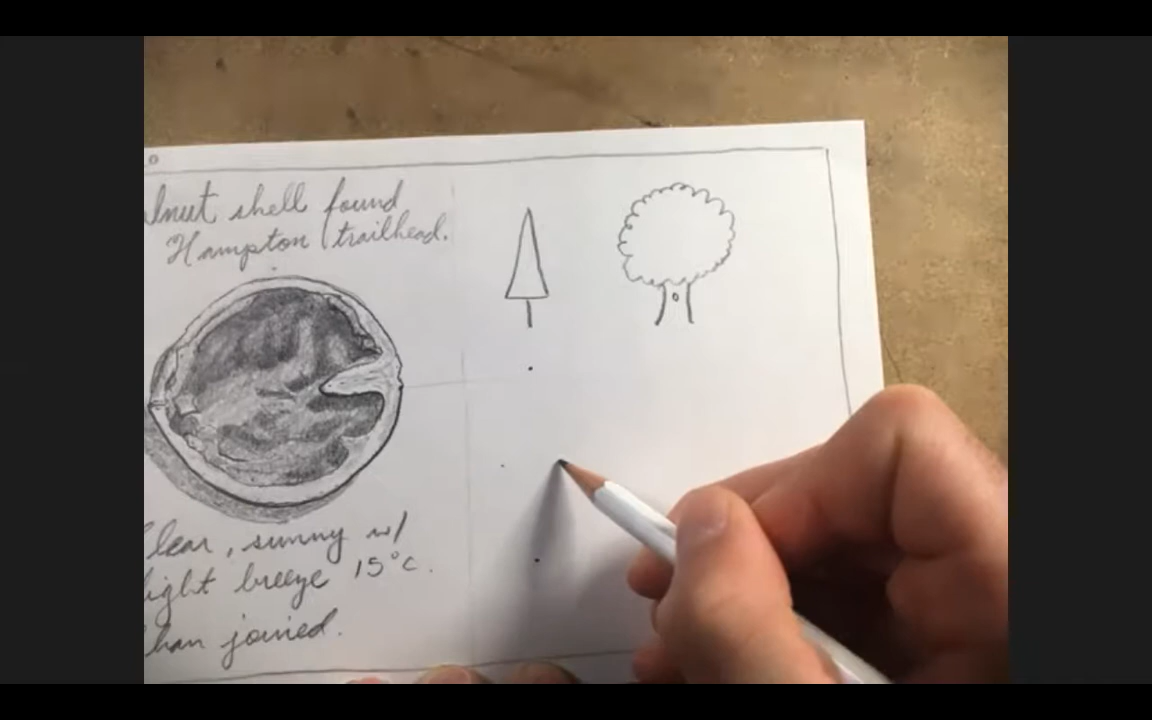 lnut shell found
Hampton trailhead.
lear, sunny w/
light breeze 15°c.
han joined.